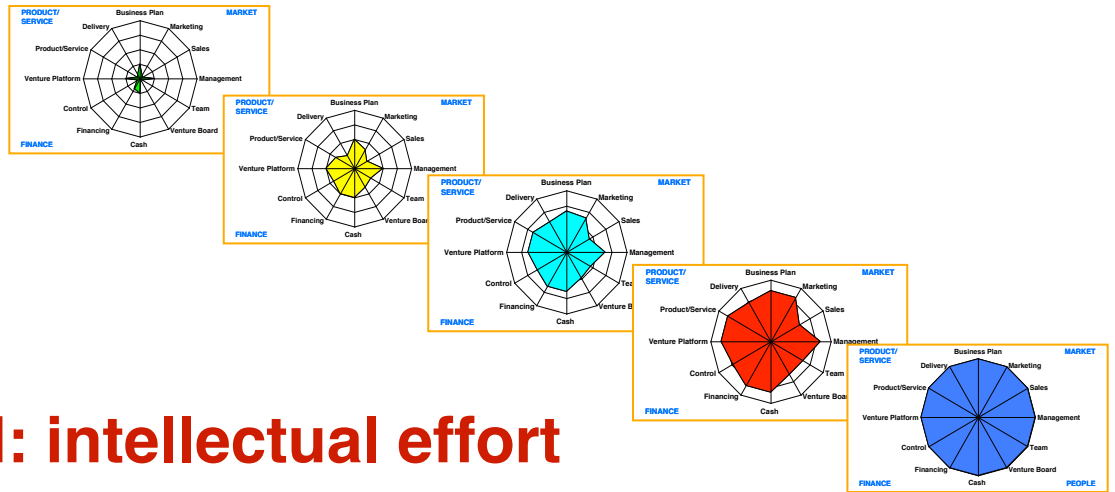 PRODUCT/
SERVICE
Business Plan
MARKET
Delivery
Marketing
Product/Service
Sales
Venture Platform
Management
Control
Team
Financing
Venture Board
Cash
FINANCE
PRODUCT/
SERVICE
Business Plan
MARKET
Delivery
Marketing
Product/Service
Sales
Venture Platform
Management
Control
Team
Financing
Venture Boar
Cash
FINANCE
PRODUCT/
SERVICE
Business Plan
MARKET
Delivery
Marketing
Product/Service
Sales
Venture Platform
Management
Control
Tea
Financing
Venture B
Cash
FINANCE
PRODUCT/
SERVICE
Business Plan
MARKET
Delivery
Marketing
Product/Service
Sales
Venture Platform
Management
Control
Team
Financing
Venture Boa
Cash
FINANCE
PRODUCT/
SERVICE
Business Plan
MARKET
Delivery
Marketing
Product/Service
Sales
Venture Platform
Management
Control
Team
Financing
Venture Board
Cash
FINANCE
PEOPLE
: intellectual effort